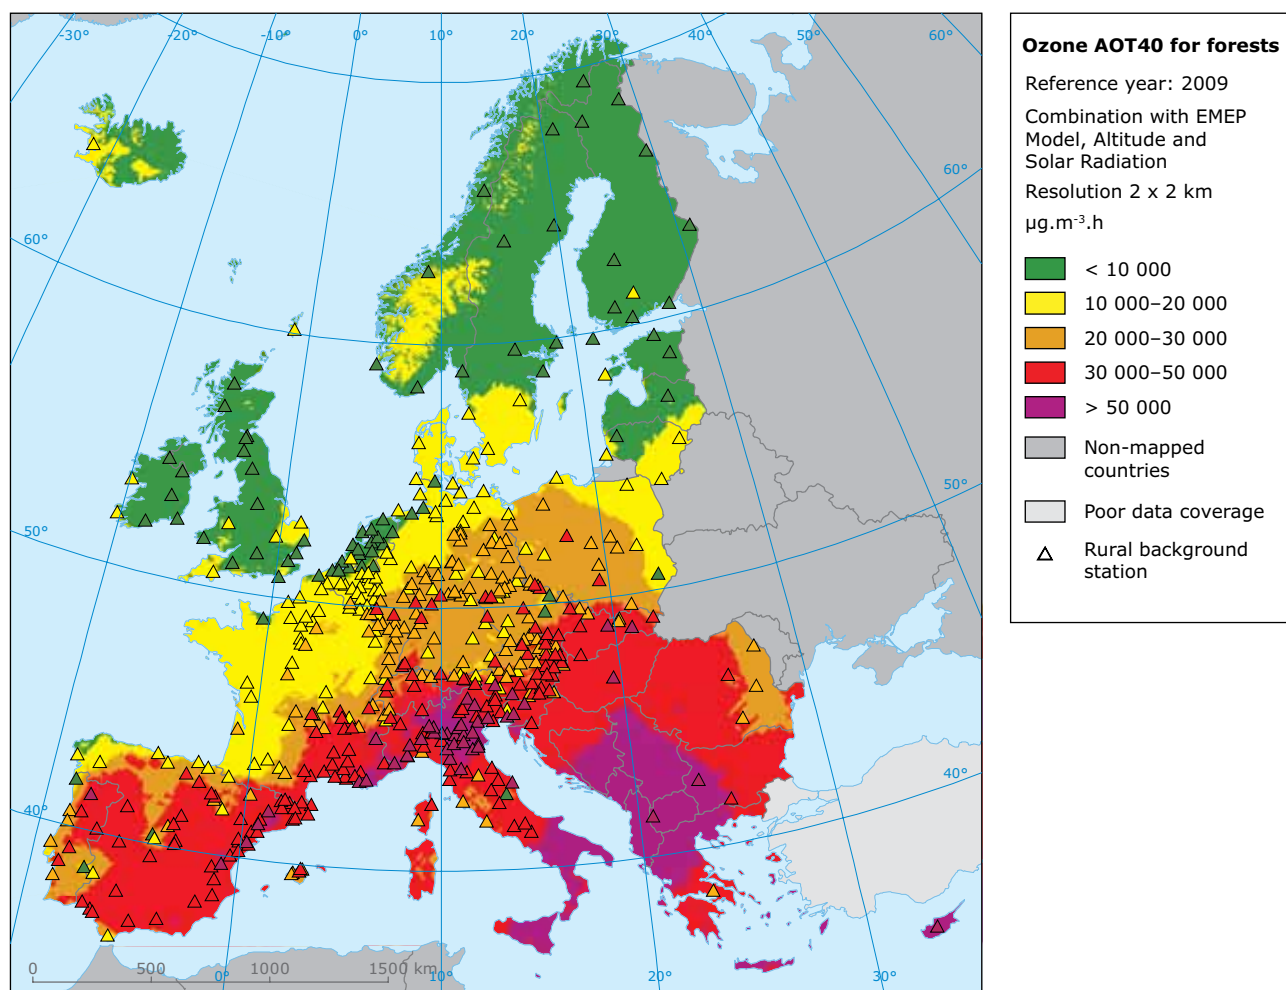 -30°
-20°
-10°
0°
10°
20°
30°
40°
50°
60°
60°
60°
50°
50°
40°
40°
0
500
1000
1500 km
0°
10°
20°
30°
Ozone AOT40 for forests
Reference year: 2009
Combination with EMEP
Model, Altitude and
Solar Radiation
Resolution 2 x 2 km
µg.m⁻³.h
< 10 000
10 000–20 000
20 000–30 000
30 000–50 000
> 50 000
Non-mapped
countries
Poor data coverage
Rural background
station